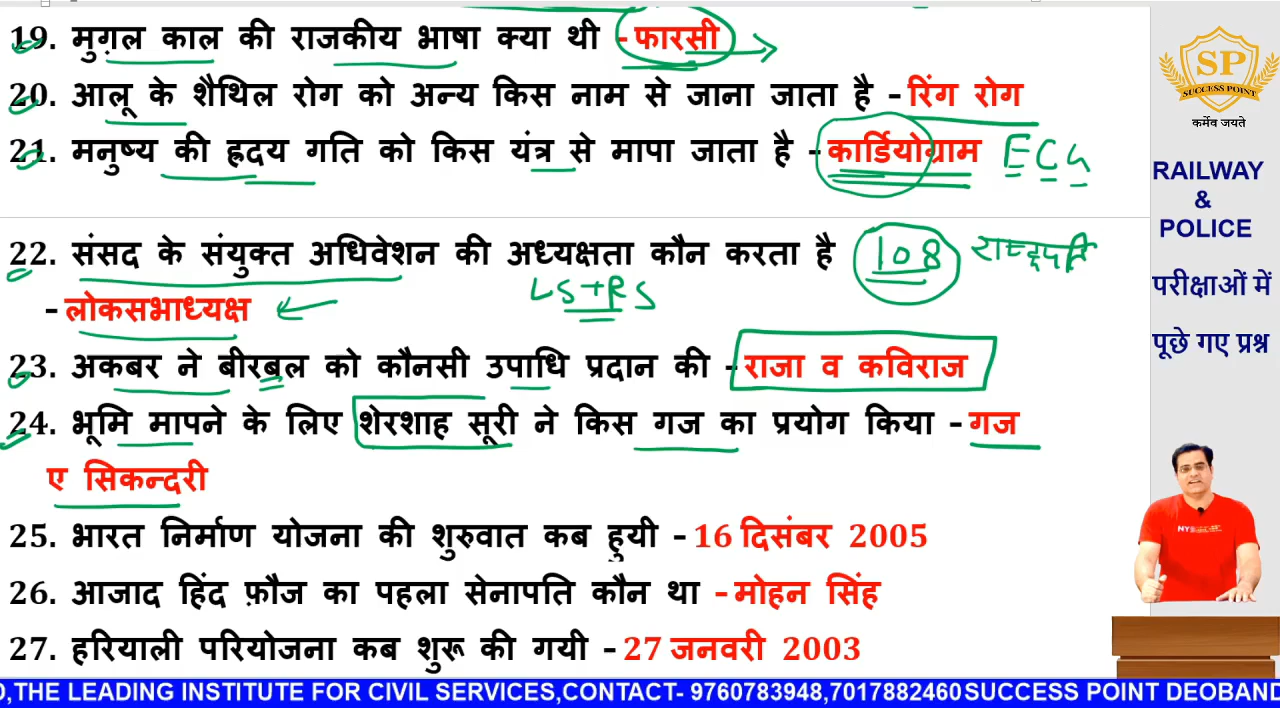 19. मुग़ल काल की राजकीय भाषा क्या थी - फारसी
20. आलू के शैथिल रोग को अन्य किस नाम से जाना जाता है - रिंग रोग
21. मनुष्य की ह्रदय गति को किस यंत्र से मापा जाता है - कार्डियोग्राम ECG
22. संसद के संयुक्त अधिवेशन की अध्यक्षता कौन करता है 108 राष्ट्रपति
LS+RS
- लोकसभाध्यक्ष
23. अकबर ने बीरबल को कौनसी उपाधि प्रदान की - राजा व कविराज
24. भूमि मापने के लिए शेरशाह सूरी ने किस गज का प्रयोग किया - गज
ए सिकन्दरी
25. भारत निर्माण योजना की शुरुवात कब हुयी - 16 दिसंबर 2005
26. आजाद हिंद फ़ौज का पहला सेनापति कौन था - मोहन सिंह
27. हरियाली परियोजना कब शुरू की गयी - 27 जनवरी 2003
SP
SUCCESS POINT
कर्मेव जयते
RAILWAY
&
POLICE
परीक्षाओं में
पूछे गए प्रश्न
,THE LEADING INSTITUTE FOR CIVIL SERVICES,CONTACT- 9760783948,7017882460 SUCCESS POINT DEOBAND